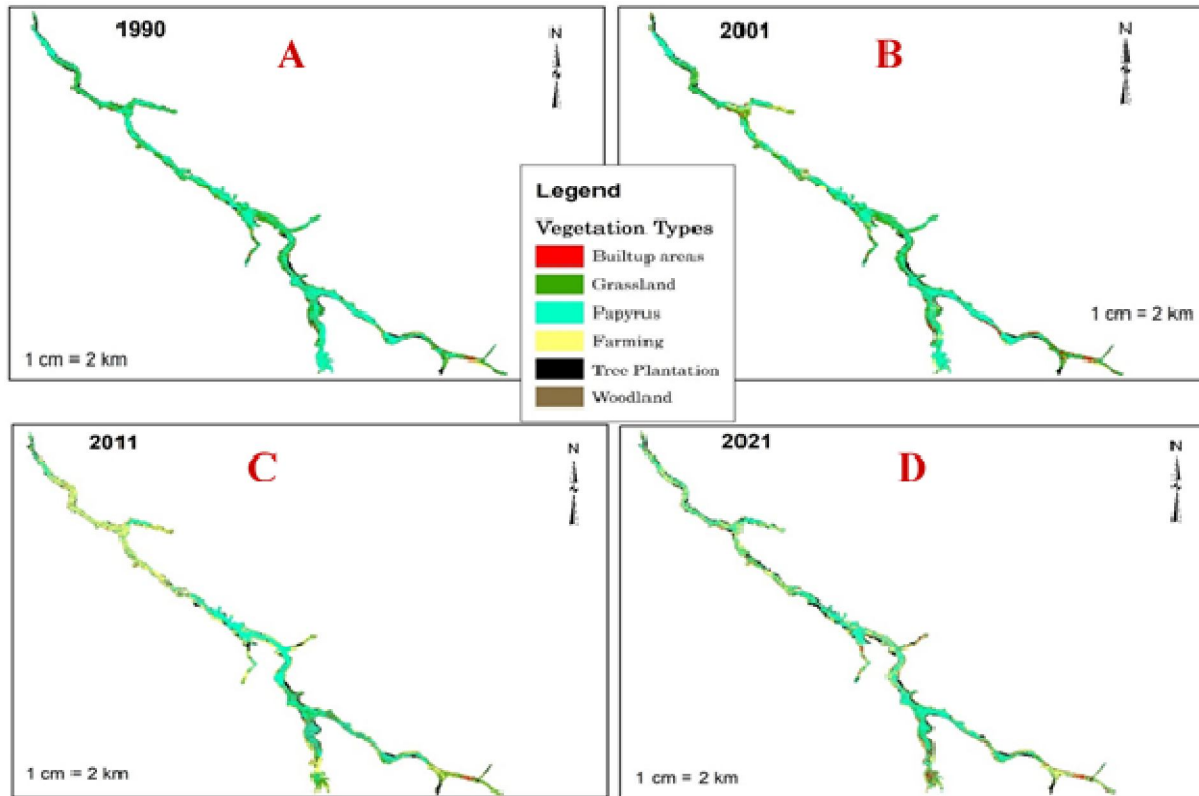 1990
A
N
1 cm = 2 km
2001
B
N
1 cm = 2 km
Legend
Vegetation Types
Builtup areas
Grassland
Papyrus
Farming
Tree Plantation
Woodland
2011
C
N
1 cm = 2 km
2021
D
N
1 cm = 2 km